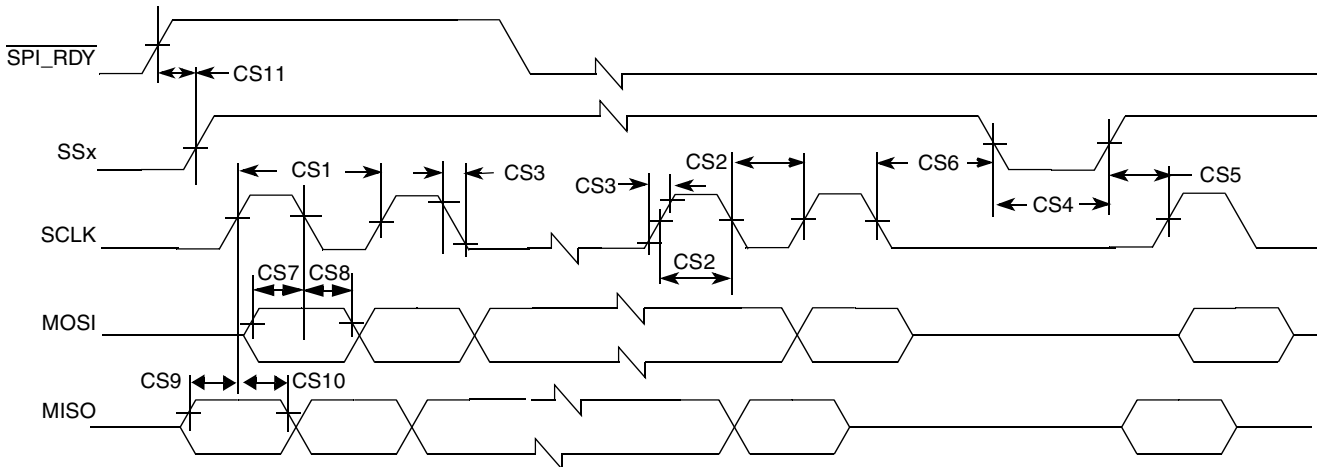 SPI_RDY
CS11
SSx
CS1
CS3
CS3
CS2
CS6
CS5
CS4
SCLK
CS2
CS7
CS8
MOSI
CS9
CS10
MISO